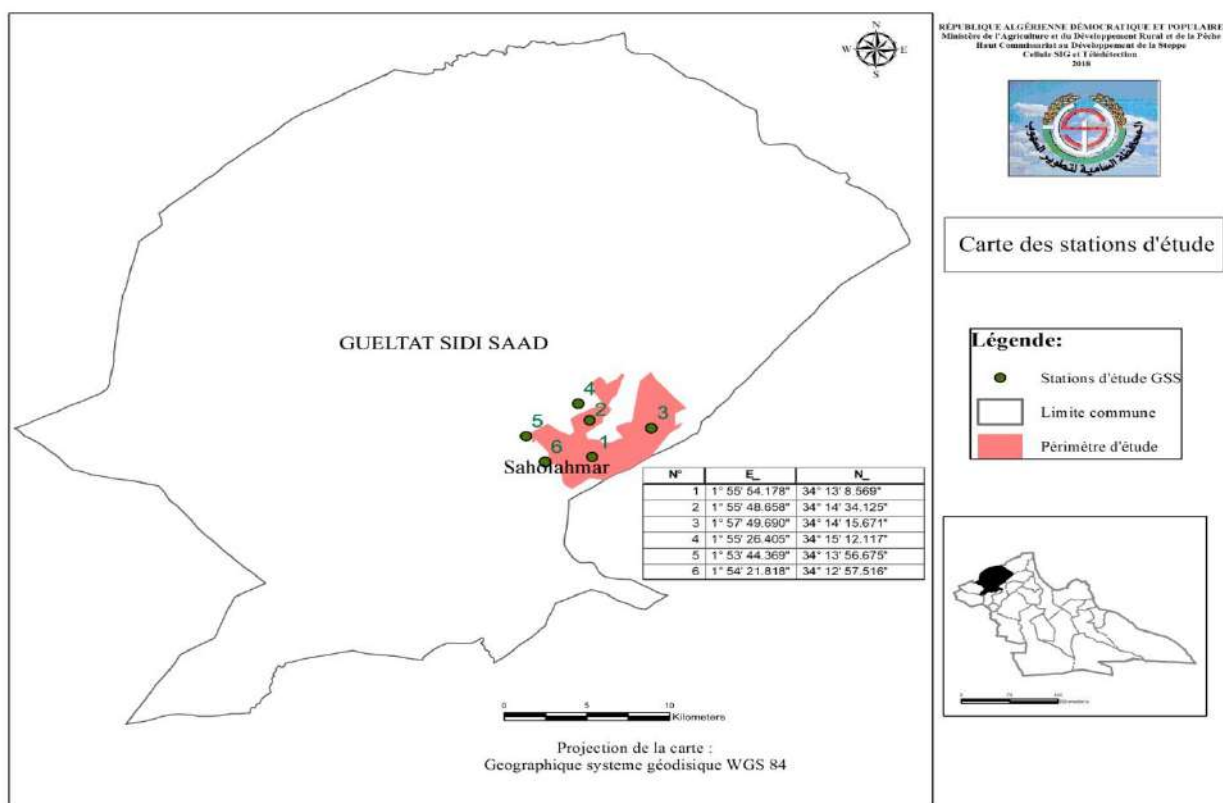 N
W E
S
GUELTAT SIDI SAAD
4
2
3
5
1
6
Saholahmar
N° E_ N_
1 1° 55' 54.178" 34° 13' 8.569"
2 1° 55' 48.658" 34° 14' 34.125"
3 1° 57' 49.690" 34° 14' 15.671"
4 1° 55' 26.405" 34° 15' 12.117"
5 1° 53' 44.369" 34° 13' 56.675"
6 1° 54' 21.818" 34° 12' 57.516"
0 5 10
Kilometers
Projection de la carte :
Geographique systeme géodisique WGS 84
RÉPUBLIQUE ALGÉRIENNE DÉMOCRATIQUE ET POPULAIRE
Ministère de l'Agriculture et du Développement Rural et de la Pêche
Haut Commissariat au Développement de la Steppe
Cellule SIG et Télédétection
2018
المحافظة السامية لتطوير السهوب
Carte des stations d'étude
Légende:
Stations d'étude GSS
Limite commune
Périmètre d'étude